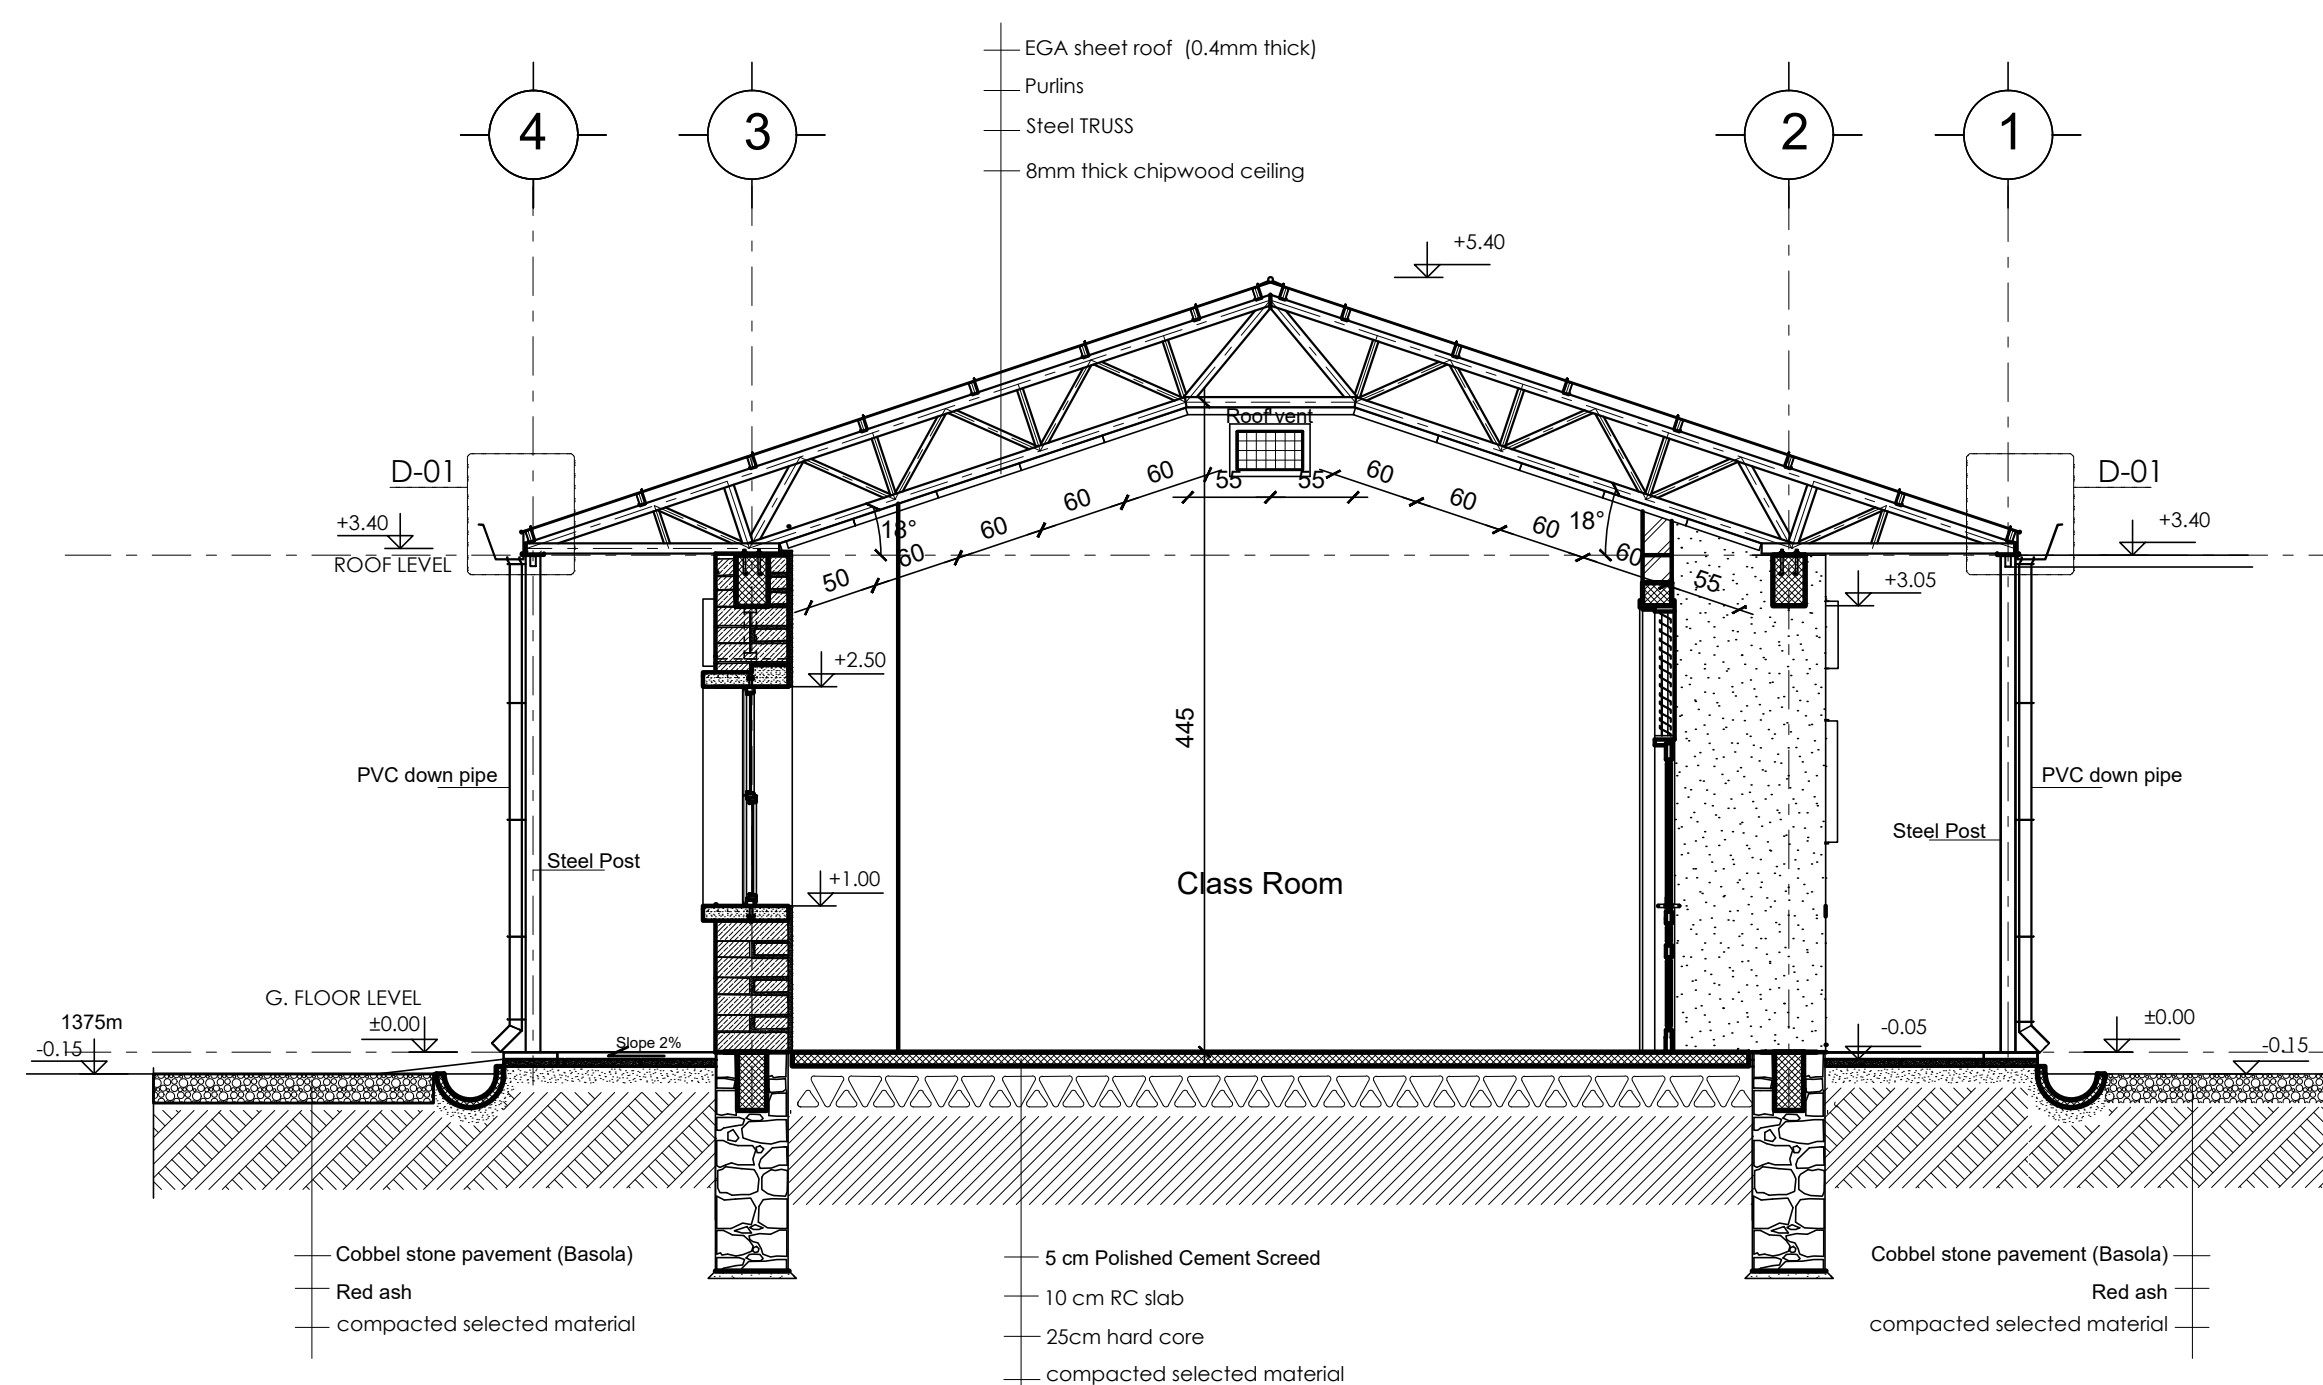 EGA sheet roof (0.4mm thick)
Purlins
Steel TRUSS
8mm thick chipwood ceiling
4
3
2
1
+5.40
Roof vent
D-01
D-01
+3.40
ROOF LEVEL
+3.40
18°
18°
50
60
60
60
60
55
55
60
60
60
60
55
+3.05
+2.50
445
PVC down pipe
PVC down pipe
Steel Post
Steel Post
+1.00
Class Room
G. FLOOR LEVEL
±0.00
1375m
-0.15
Slope 2%
-0.05
±0.00
-0.15
Cobbel stone pavement (Basola)
Red ash
compacted selected material
5 cm Polished Cement Screed
10 cm RC slab
25cm hard core
compacted selected material
Cobbel stone pavement (Basola)
Red ash
compacted selected material